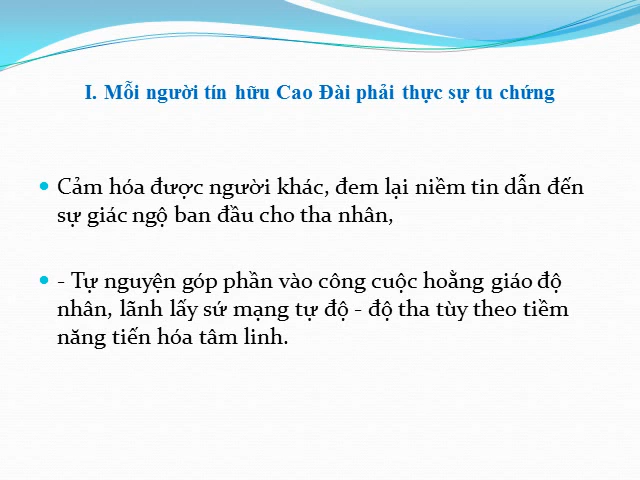 I. Mỗi người tín hữu Cao Đài phải thực sự tu chứng
Cảm hóa được người khác, đem lại niềm tin dẫn đến
sự giác ngộ ban đầu cho tha nhân,
- Tự nguyện góp phần vào công cuộc hoằng giáo độ
nhân, lãnh lấy sứ mạng tự độ - độ tha tùy theo tiềm
năng tiến hóa tâm linh.